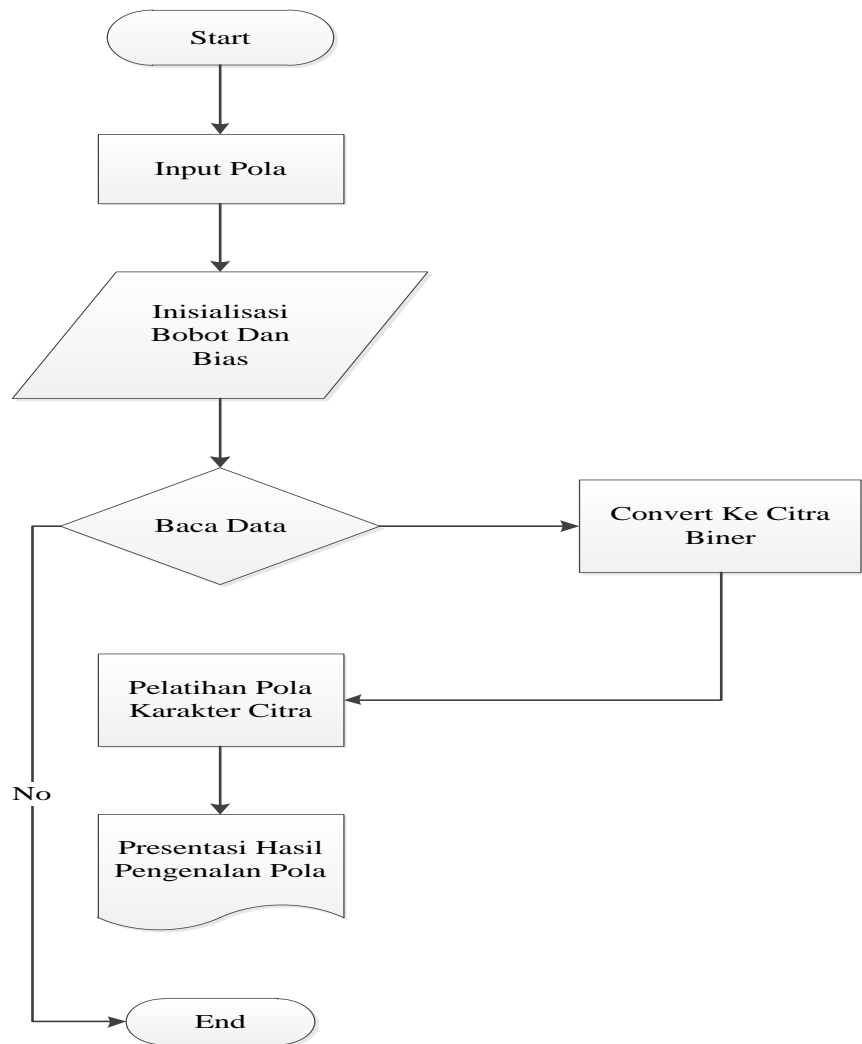 Start
Input Pola
Inisialisasi
Bobot Dan
Bias
Baca Data
Convert Ke Citra
Biner
Pelatihan Pola
Karakter Citra
No
Presentasi Hasil
Pengenalan Pola
End